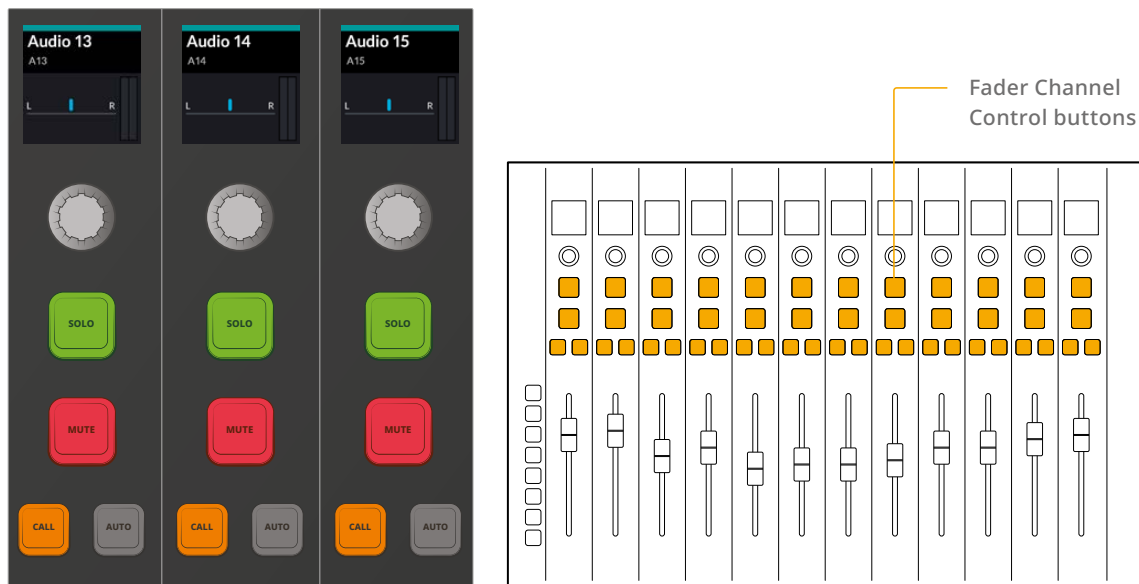 Audio 13
A13
L R
Audio 14
A14
L R
Audio 15
A15
L R
SOLO SOLO SOLO
MUTE MUTE MUTE
CALL AUTO CALL AUTO CALL AUTO
Fader Channel
Control buttons